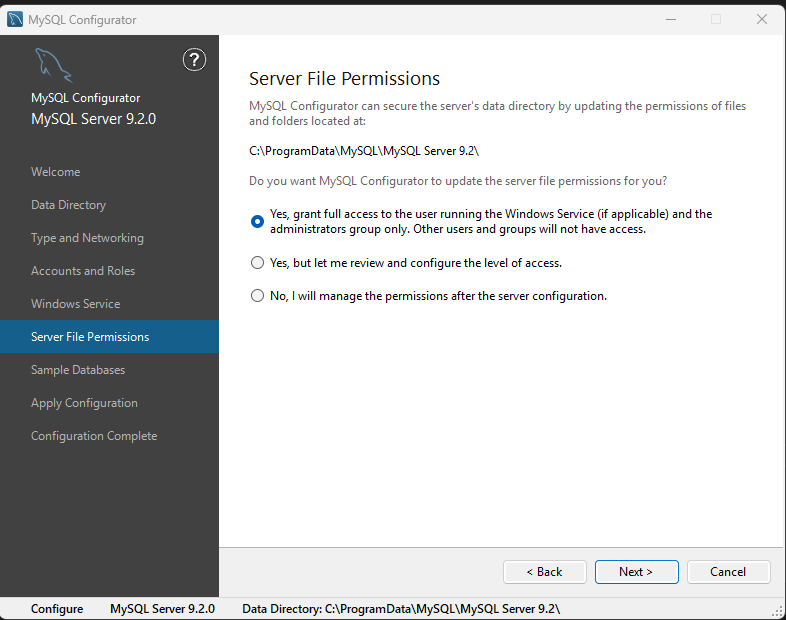 MySQL Configurator
?
MySQL Configurator
MySQL Server 9.2.0
Welcome
Data Directory
Type and Networking
Accounts and Roles
Windows Service
Server File Permissions
Sample Databases
Apply Configuration
Configuration Complete
Server File Permissions
MySQL Configurator can secure the server's data directory by updating the permissions of files
and folders located at:
C:\ProgramData\MySQL\MySQL Server 9.2\
Do you want MySQL Configurator to update the server file permissions for you?
Yes, grant full access to the user running the Windows Service (if applicable) and the
administrators group only. Other users and groups will not have access.
Yes, but let me review and configure the level of access.
No, I will manage the permissions after the server configuration.
< Back
Next >
Cancel
Configure MySQL Server 9.2.0 Data Directory: C:\ProgramData\MySQL\MySQL Server 9.2\